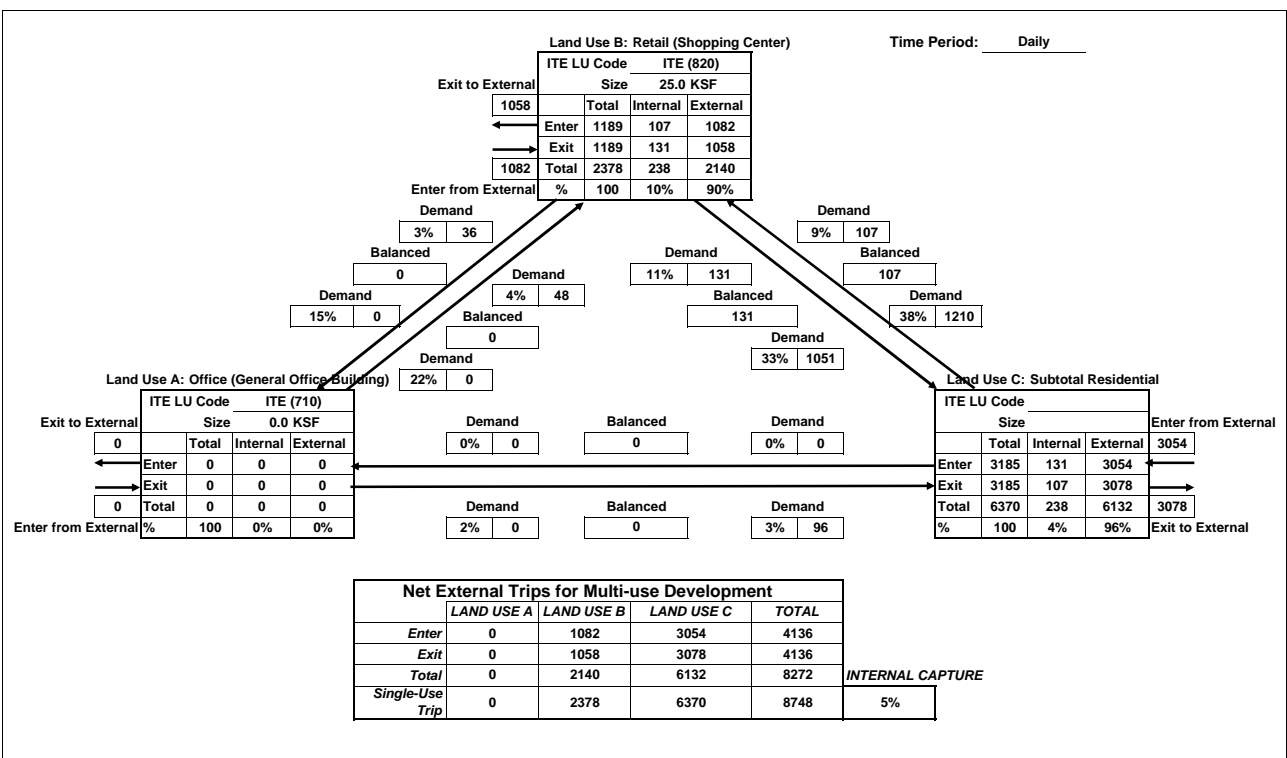 Land Use B: Retail (Shopping Center)
Time Period: Daily
ITE LU Code ITE (820)
Exit to External Size 25.0 KSF
1058 Total Internal External
Enter 1189 107 1082
Exit 1189 131 1058
1082 Total 2378 238 2140
Enter from External % 100 10% 90%
Demand Demand
3% 36 9% 107
Balanced Demand Demand Balanced
0 4% 48 11% 131 107
Demand Balanced Balanced Demand
15% 0 0 131 38% 1210
Demand Demand
22% 0 33% 1051
Land Use A: Office (General Office Building)
ITE LU Code ITE (710)
Exit to External Size 0.0 KSF
0 Total Internal External
Enter 0 0 0
Exit 0 0 0
0 Total 0 0 0
Enter from External % 100 0% 0%
Demand Balanced Demand
0% 0 0 0% 0
Demand Balanced Demand
2% 0 0 3% 96
Land Use C: Subtotal Residential
ITE LU Code
Size Enter from External
Total Internal External 3054
Enter 3185 131 3054
Exit 3185 107 3078
Total 6370 238 6132 3078
% 100 4% 96% Exit to External
Net External Trips for Multi-use Development
LAND USE A LAND USE B LAND USE C TOTAL
Enter 0 1082 3054 4136
Exit 0 1058 3078 4136
Total 0 2140 6132 8272 INTERNAL CAPTURE
Single-Use
Trip 0 2378 6370 8748 5%